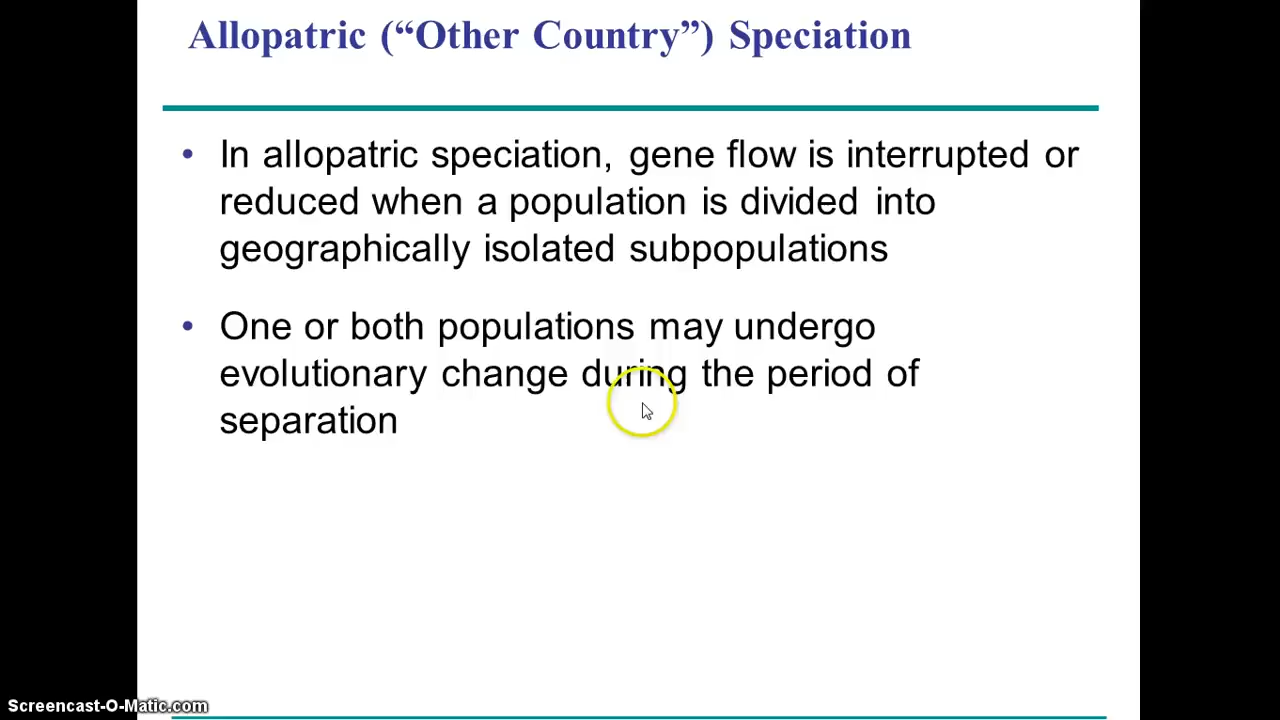 Allopatric (“Other Country”) Speciation
• In allopatric speciation, gene flow is interrupted or
reduced when a population is divided into
geographically isolated subpopulations
• One or both populations may undergo
evolutionary change during the period of
separation
Screencast-O-Matic.com